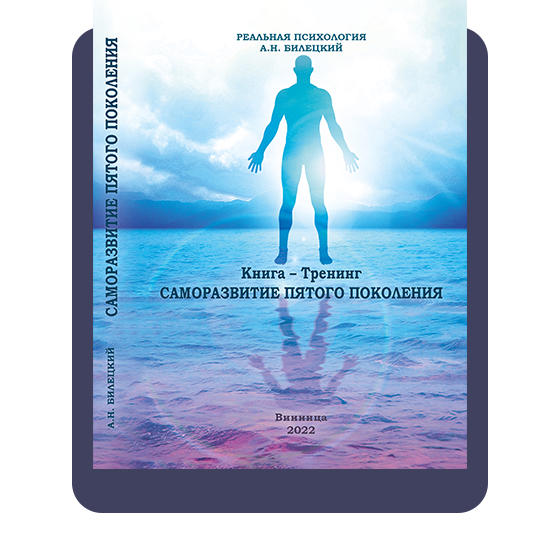 РЕАЛЬНАЯ ПСИХОЛОГИЯ
А.Н. БИЛЕЦКИЙ
Книга – Тренинг
САМОРАЗВИТИЕ ПЯТОГО ПОКОЛЕНИЯ
Винница
2022
САМОРАЗВИТИЕ ПЯТОГО ПОКОЛЕНИЯ
А.Н. БИЛЕЦКИЙ